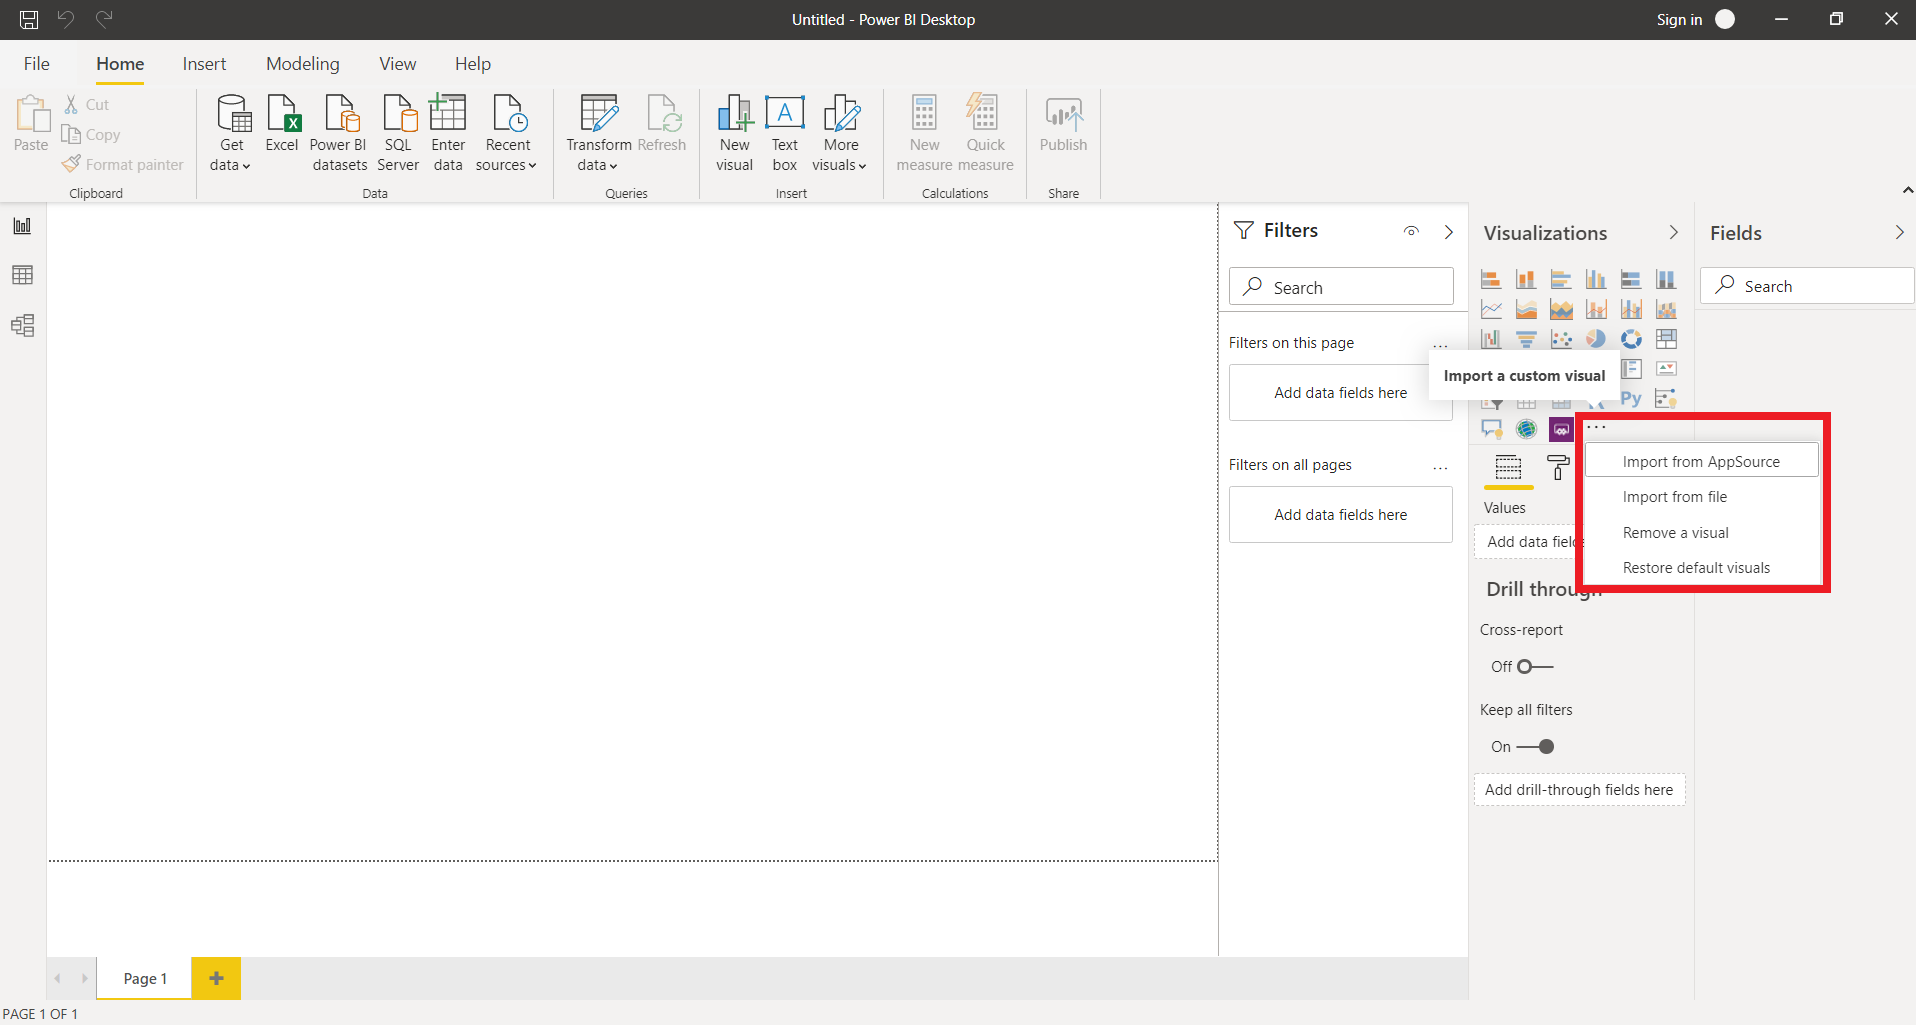 Untitled - Power BI Desktop
Sign in
File
Home
Insert
Modeling
View
Help
Paste
Cut
Copy
Format painter
Clipboard
Get
data
Excel
Power BI
datasets
SQL
Server
Enter
data
Recent
sources
Data
Transform
data
Refresh
Queries
New
visual
Text
box
More
visuals
Insert
New
measure
Quick
measure
Calculations
Publish
Share
Filters
Search
Filters on this page
...
Add data fields here
Filters on all pages
...
Add data fields here
Visualizations
Import a custom visual
Py
...
Import from AppSource
Import from file
Remove a visual
Restore default visuals
Values
Add data fields
Drill through
Cross-report
Off
Keep all filters
On
Add drill-through fields here
Fields
Search
Page 1
PAGE 1 OF 1